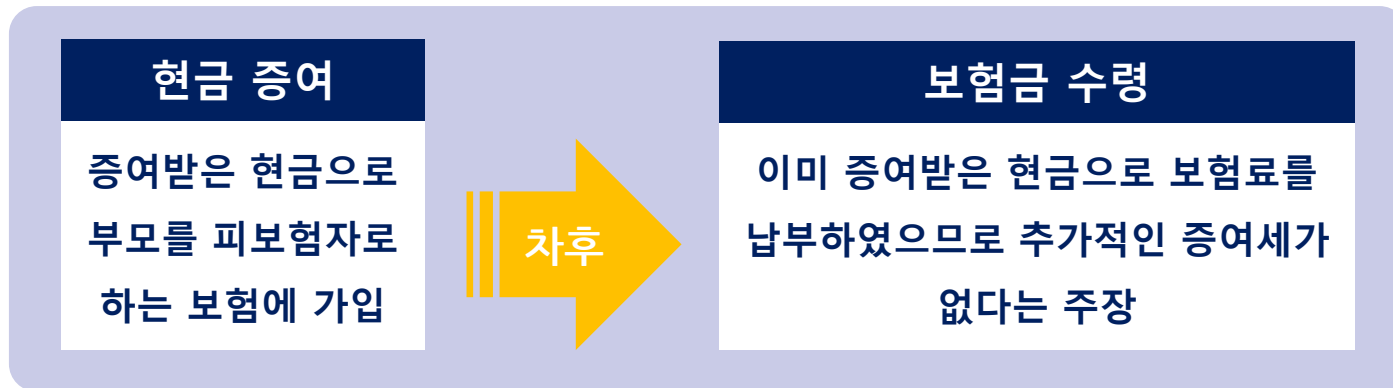 현금 증여
증여받은 현금으로
부모를 피보험자로
하는 보험에 가입
차후
보험금 수령
이미 증여받은 현금으로 보험료를
납부하였으므로 추가적인 증여세가
없다는 주장